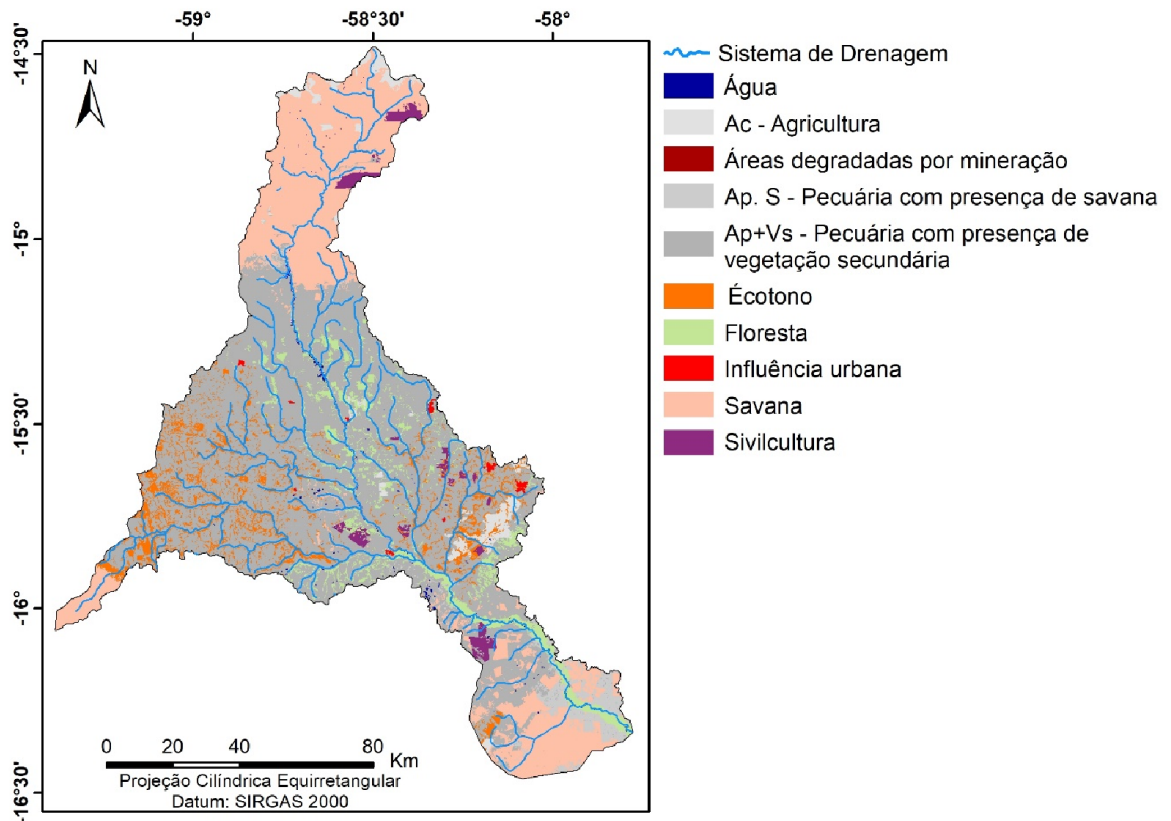 -59° -58°30' -58°
-14°30'
N
-15°
-15°30'
-16°
-16°30'
0 20 40 80 Km
Projeção Cilíndrica Equirretangular
Datum: SIRGAS 2000
Sistema de Drenagem
Água
Ac - Agricultura
Áreas degradadas por mineração
Ap. S - Pecuária com presença de savana
Ap+Vs - Pecuária com presença de
vegetação secundária
Écotono
Floresta
Influência urbana
Savana
Sivilcultura